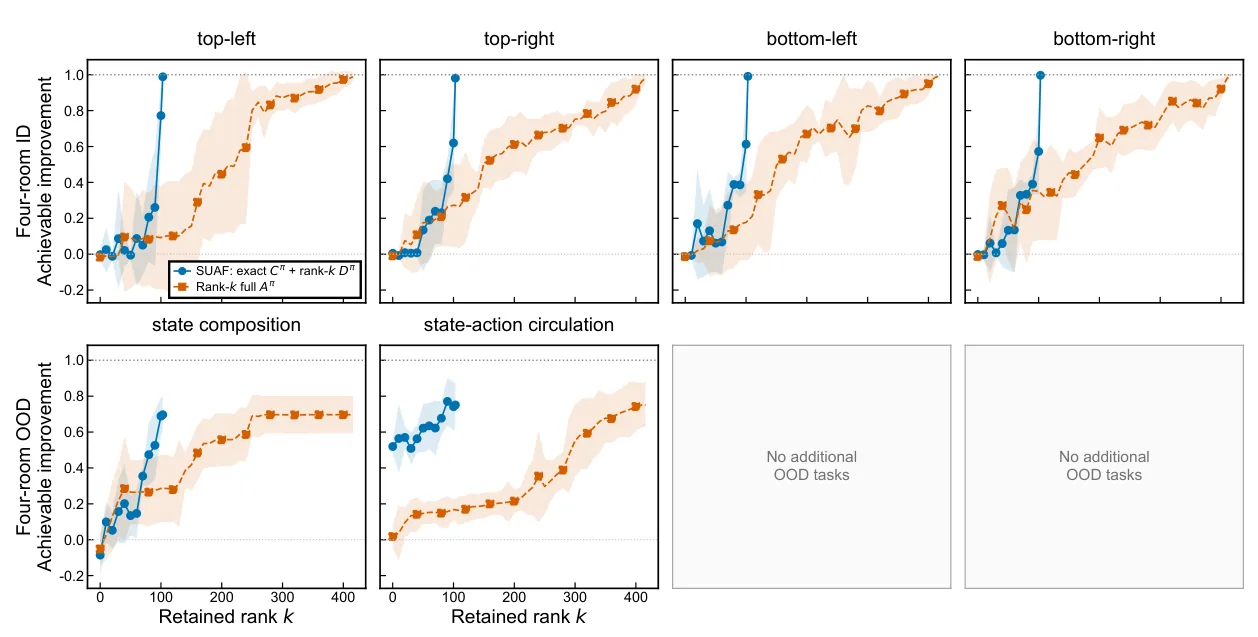 top-left
top-right
bottom-left
bottom-right
Four-room ID
Achievable improvement
1.0
0.8
0.6
0.4
0.2
0.0
-0.2
SUAF: exact C^π + rank-k D^π
Rank-k full A^π
state composition
state-action circulation
Four-room OOD
Achievable improvement
1.0
0.8
0.6
0.4
0.2
0.0
-0.2
No additional
OOD tasks
No additional
OOD tasks
0 100 200 300 400
0 100 200 300 400
Retained rank k
Retained rank k